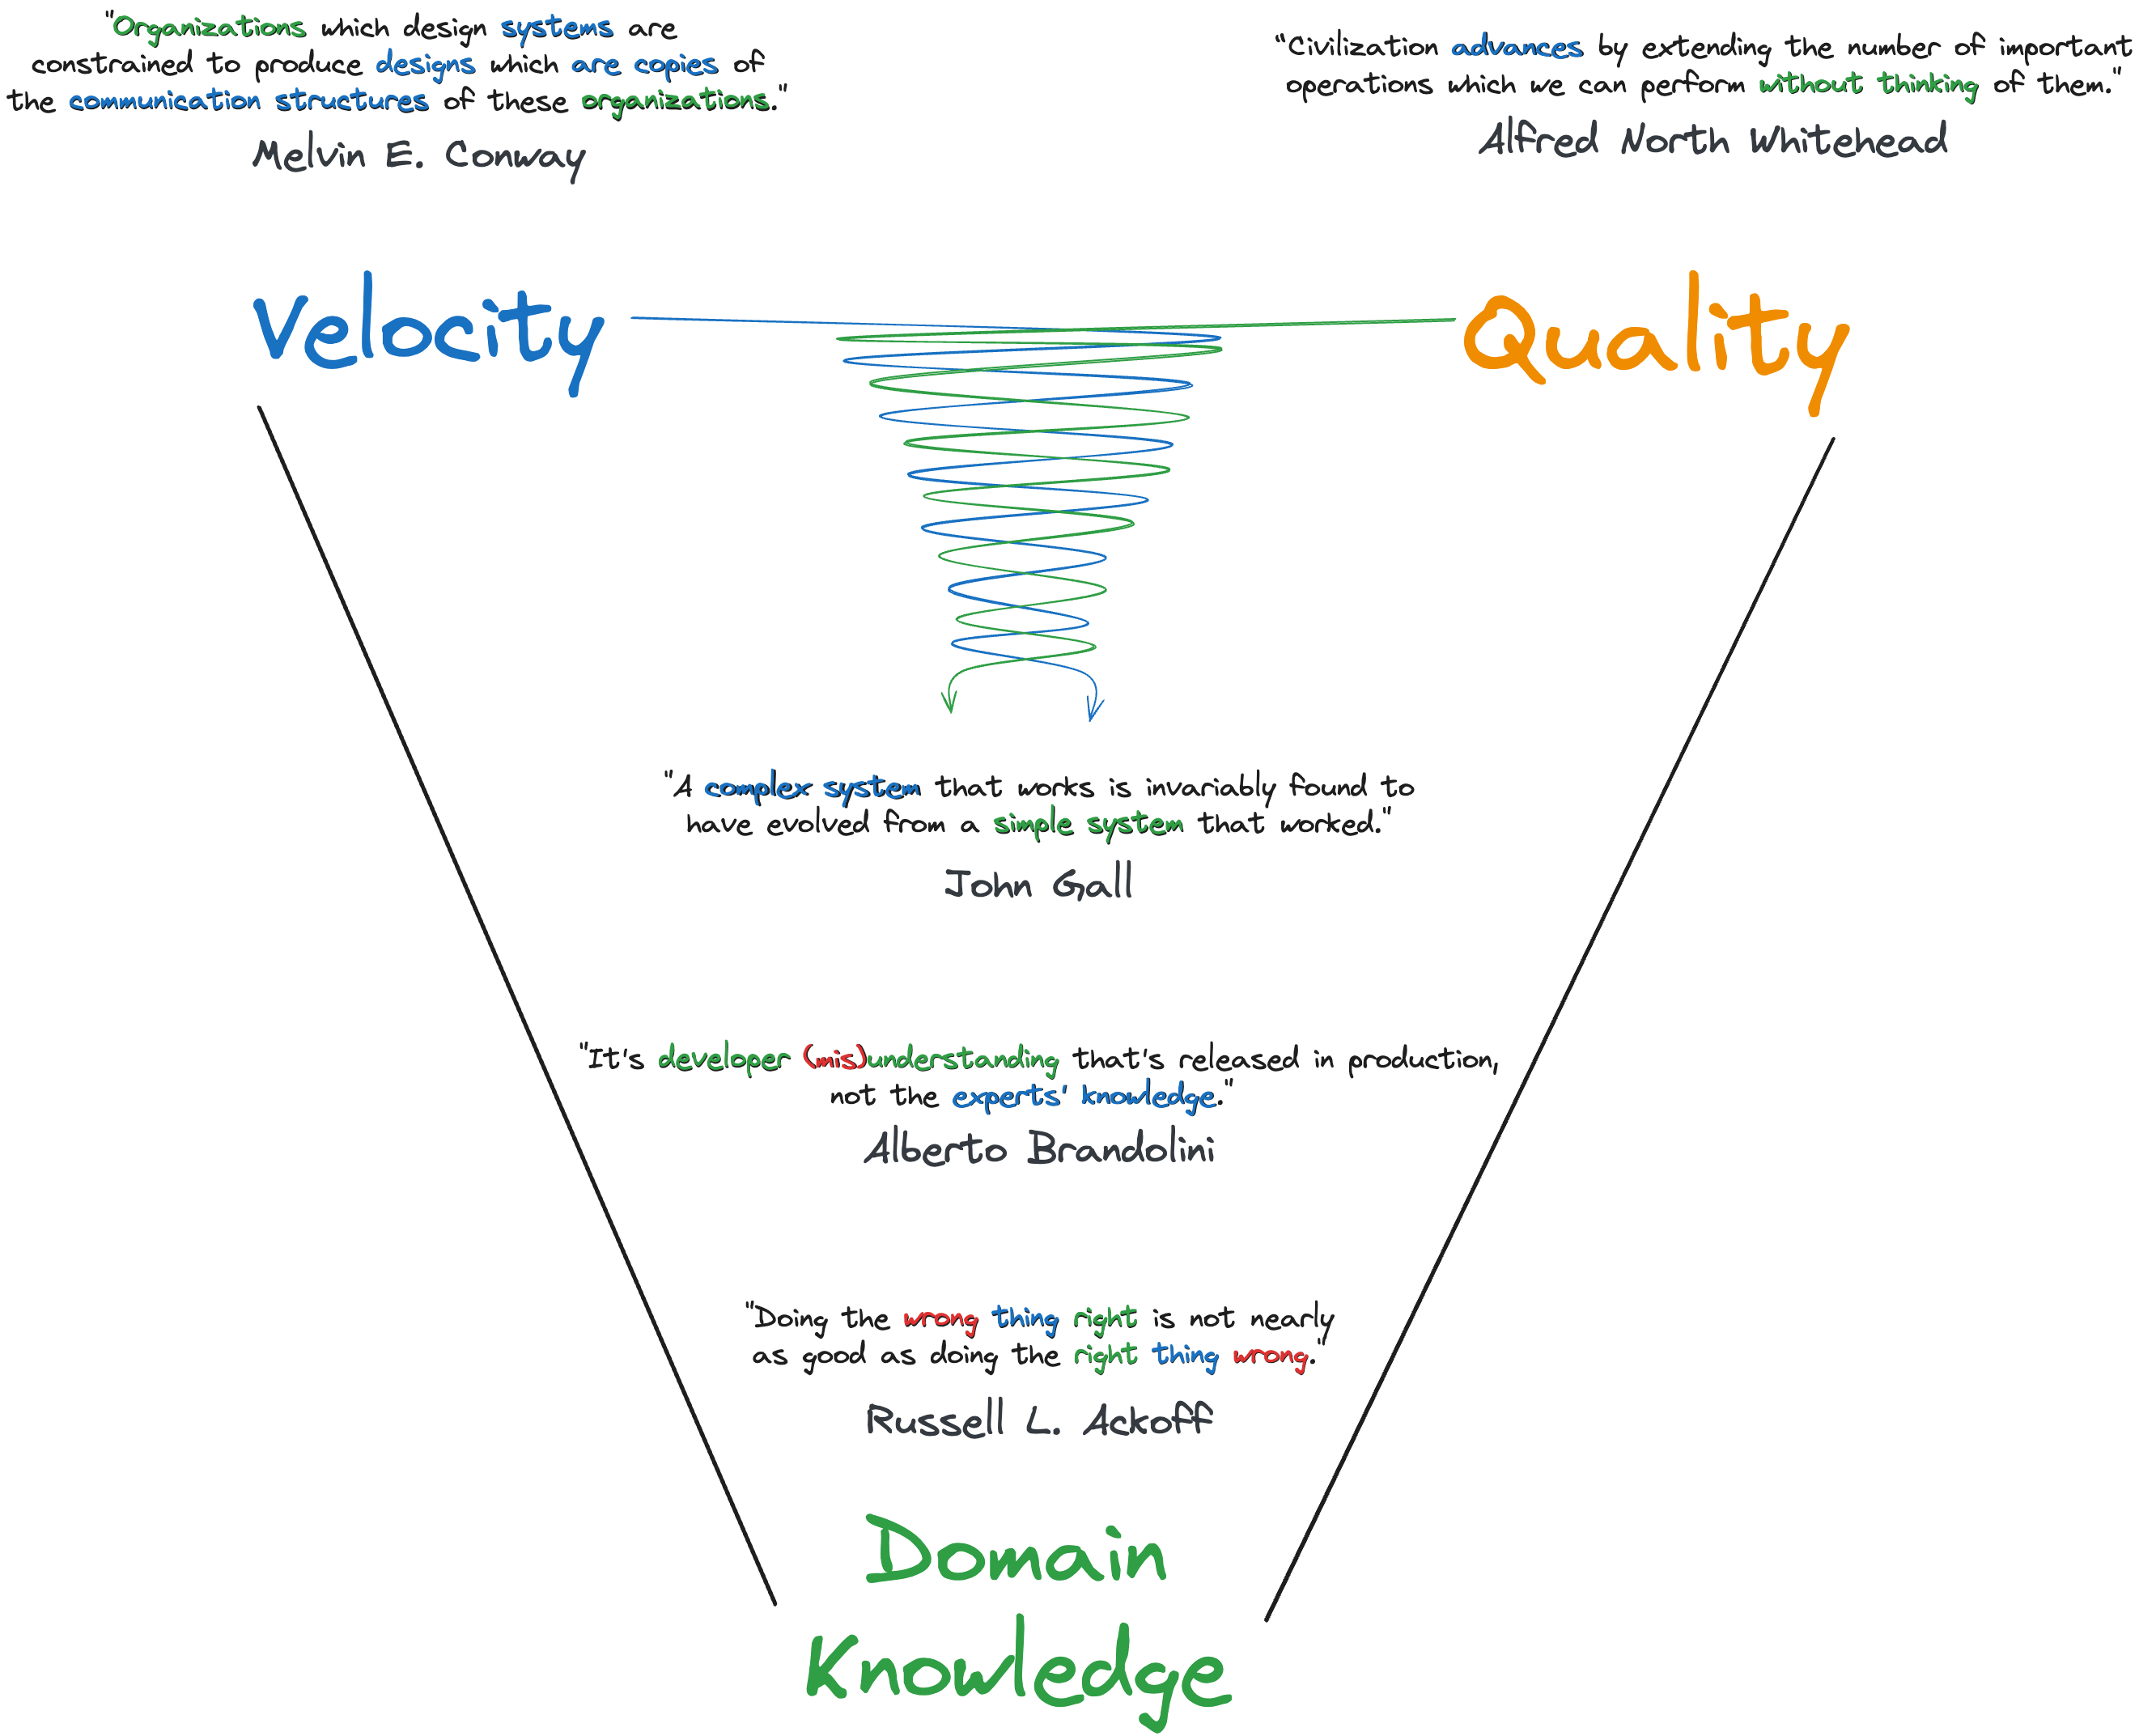 "Organizations which design systems are
constrained to produce designs which are copies of
the communication structures of these organizations."
Melvin E. Conway
"Civilization advances by extending the number of important
operations which we can perform without thinking of them."
Alfred North Whitehead
Velocity
Quality
"A complex system that works is invariably found to
have evolved from a simple system that worked."
John Gall
"It's developer (mis)understanding that's released in production,
not the experts' knowledge."
Alberto Brandolini
"Doing the wrong thing right is not nearly
as good as doing the right thing wrong."
Russell L. Ackoff
Domain
Knowledge